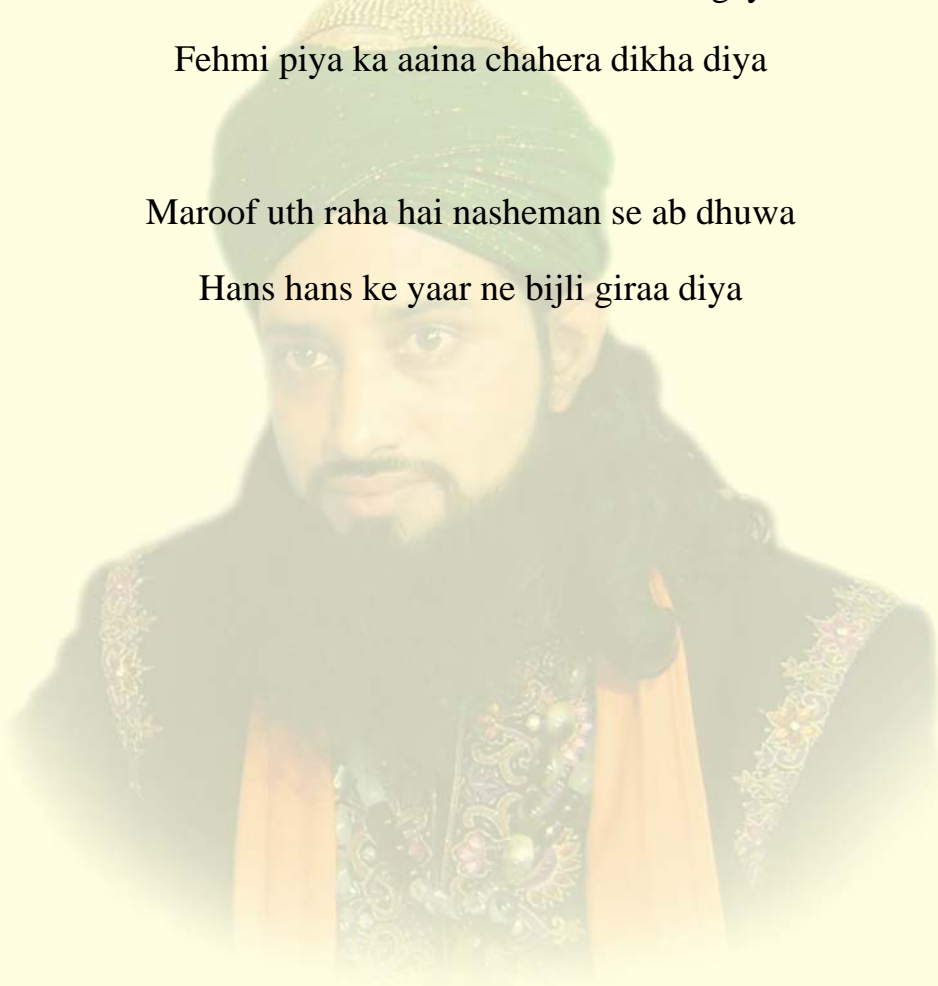 Fehmi piya ka aaina chahera dikha diya
Maroof uth raha hai nasheman se ab dhuwa
Hans hans ke yaar ne bijli giraa diya